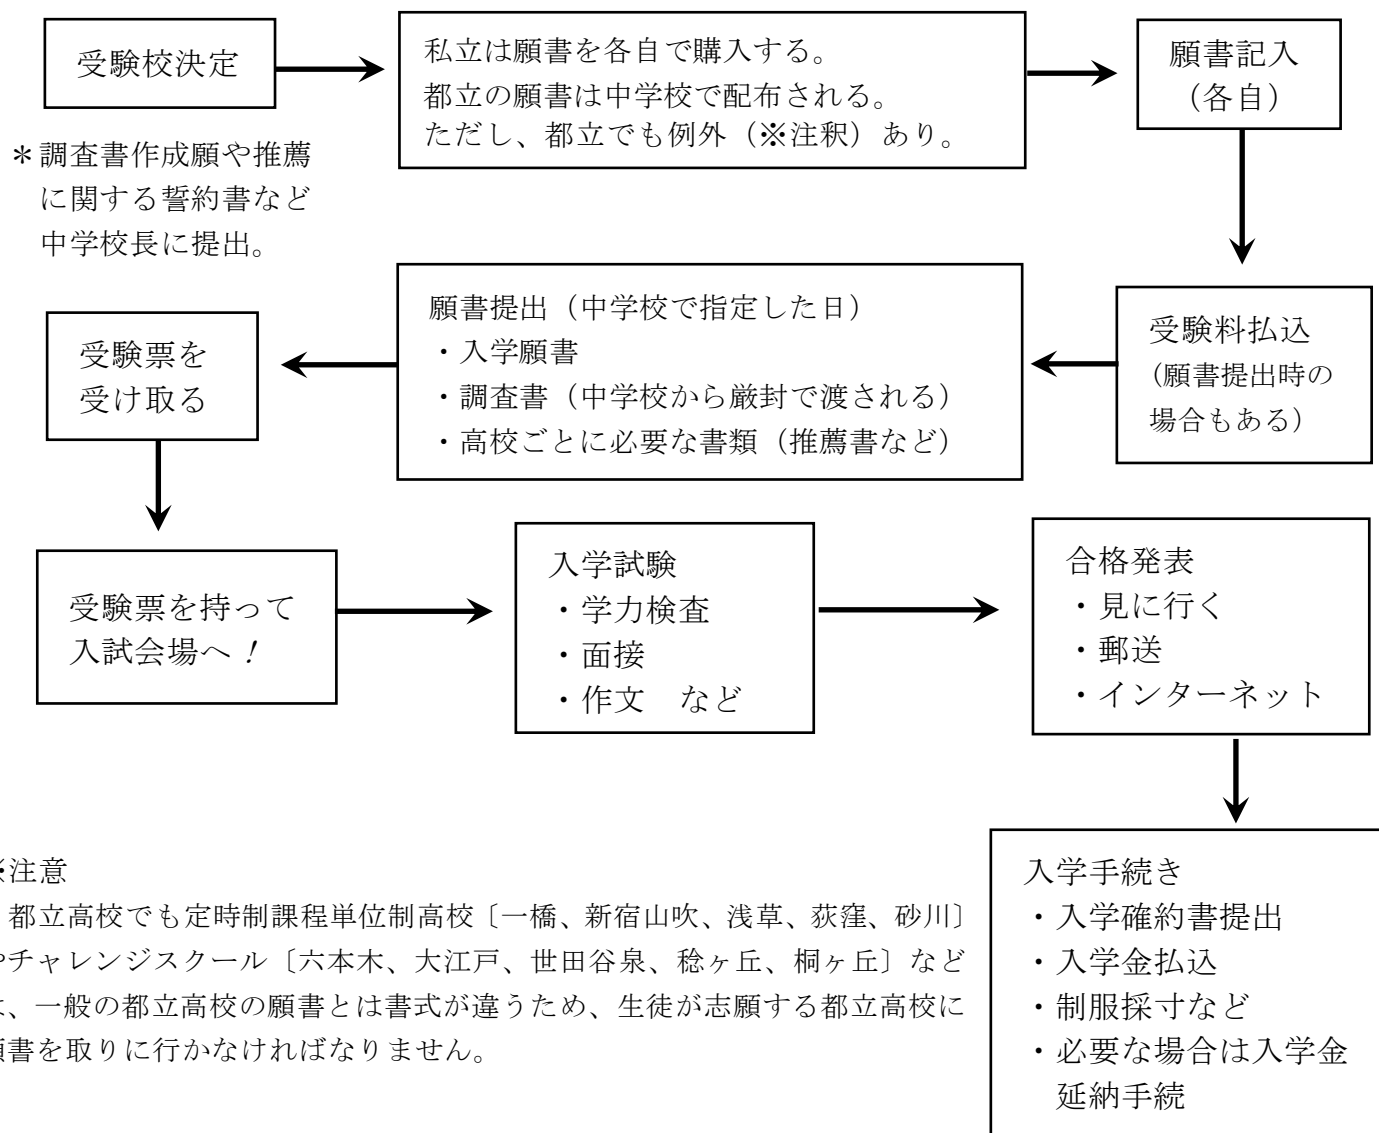 受験校決定
私立は願書を各自で購入する。
都立の願書は中学校で配布される。
ただし、都立でも例外（※注釈）あり。
願書記入
（各自）
＊調査書作成願や推薦
に関する誓約書など
中学校長に提出。
受験料払込
（願書提出時の
場合もある）
願書提出（中学校で指定した日）
・入学願書
・調査書（中学校から厳封で渡される）
・高校ごとに必要な書類（推薦書など）
受験票を
受け取る
受験票を持って
入試会場へ！
入学試験
・学力検査
・面接
・作文　など
合格発表
・見に行く
・郵送
・インターネット
入学手続き
・入学確約書提出
・入学金払込
・制服採寸など
・必要な場合は入学金
延納手続
※注意
都立高校でも定時制課程単位制高校〔一橋、新宿山吹、浅草、荻窪、砂川〕
やチャレンジスクール〔六本木、大江戸、世田谷泉、稔ヶ丘、桐ヶ丘〕など
は、一般の都立高校の願書とは書式が違うため、生徒が志願する都立高校に
願書を取りに行かなければなりません。